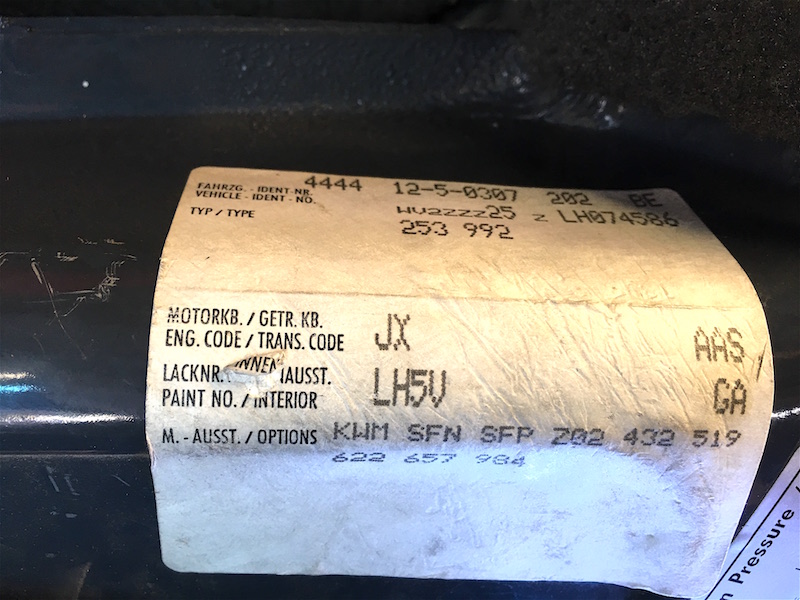 FAHRZG. - IDENT-NR. 4444 12-5-0307 202 BE
VEHICLE - IDENT - NO. WV2ZZZ25 Z LH074586
TYP / TYPE 253 992
MOTORKB. / GETR. KB.
ENG. CODE / TRANS. CODE JX AAS
LACKNR. INNENAUSST.
PAINT NO. / INTERIOR LH5V GA
M. - AUSST. / OPTIONS KWM SFN SFP Z02 432 519
622 657 984
Pressure